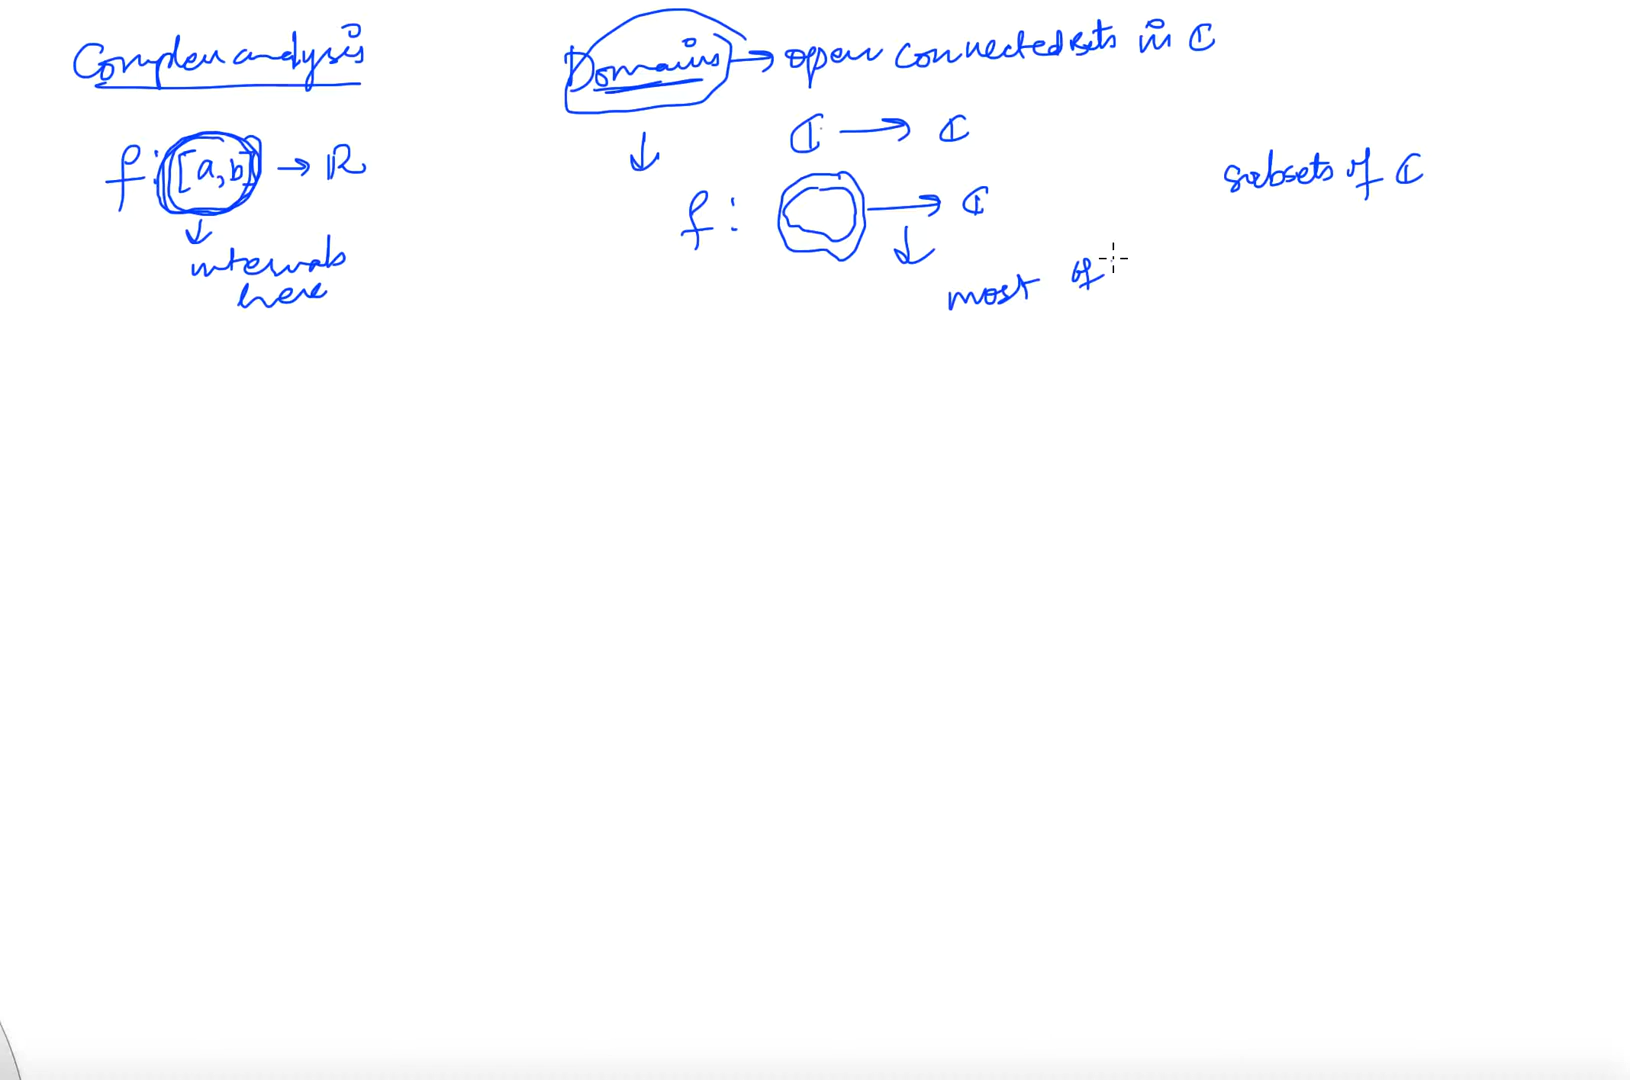 Complex analysis
Domains → open connected sets in ℂ
ℂ → ℂ
f: [a,b] → ℝ
subsets of ℂ
f: → ℂ
intervals
here
most of